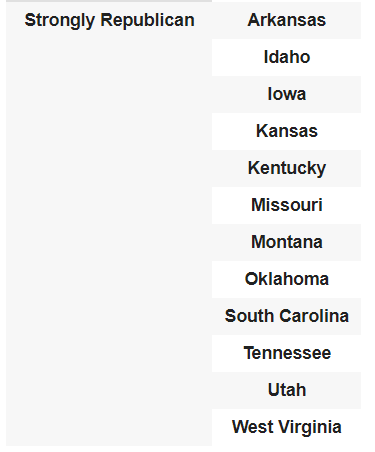 Strongly Republican Arkansas
Idaho
Iowa
Kansas
Kentucky
Missouri
Montana
Oklahoma
South Carolina
Tennessee
Utah
West Virginia